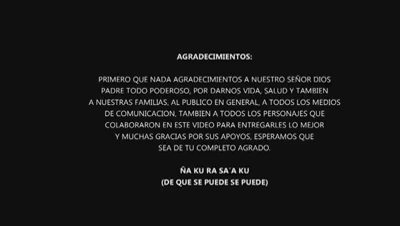 AGRADECIMIENTOS:
PRIMERO QUE NADA AGRADECIMIENTOS A NUESTRO SEÑOR DIOS
PADRE TODO PODEROSO, POR DARNOS VIDA, SALUD Y TAMBIEN
A NUESTRAS FAMILIAS, AL PUBLICO EN GENERAL, A TODOS LOS MEDIOS
DE COMUNICACION, TAMBIEN A TODOS LOS PERSONAJES QUE
COLABORARON EN ESTE VIDEO PARA ENTREGARLES LO MEJOR
Y MUCHAS GRACIAS POR SUS APOYOS, ESPERAMOS QUE
SEA DE TU COMPLETO AGRADO.
ÑA KU RA SA´A KU
(DE QUE SE PUEDE SE PUEDE)